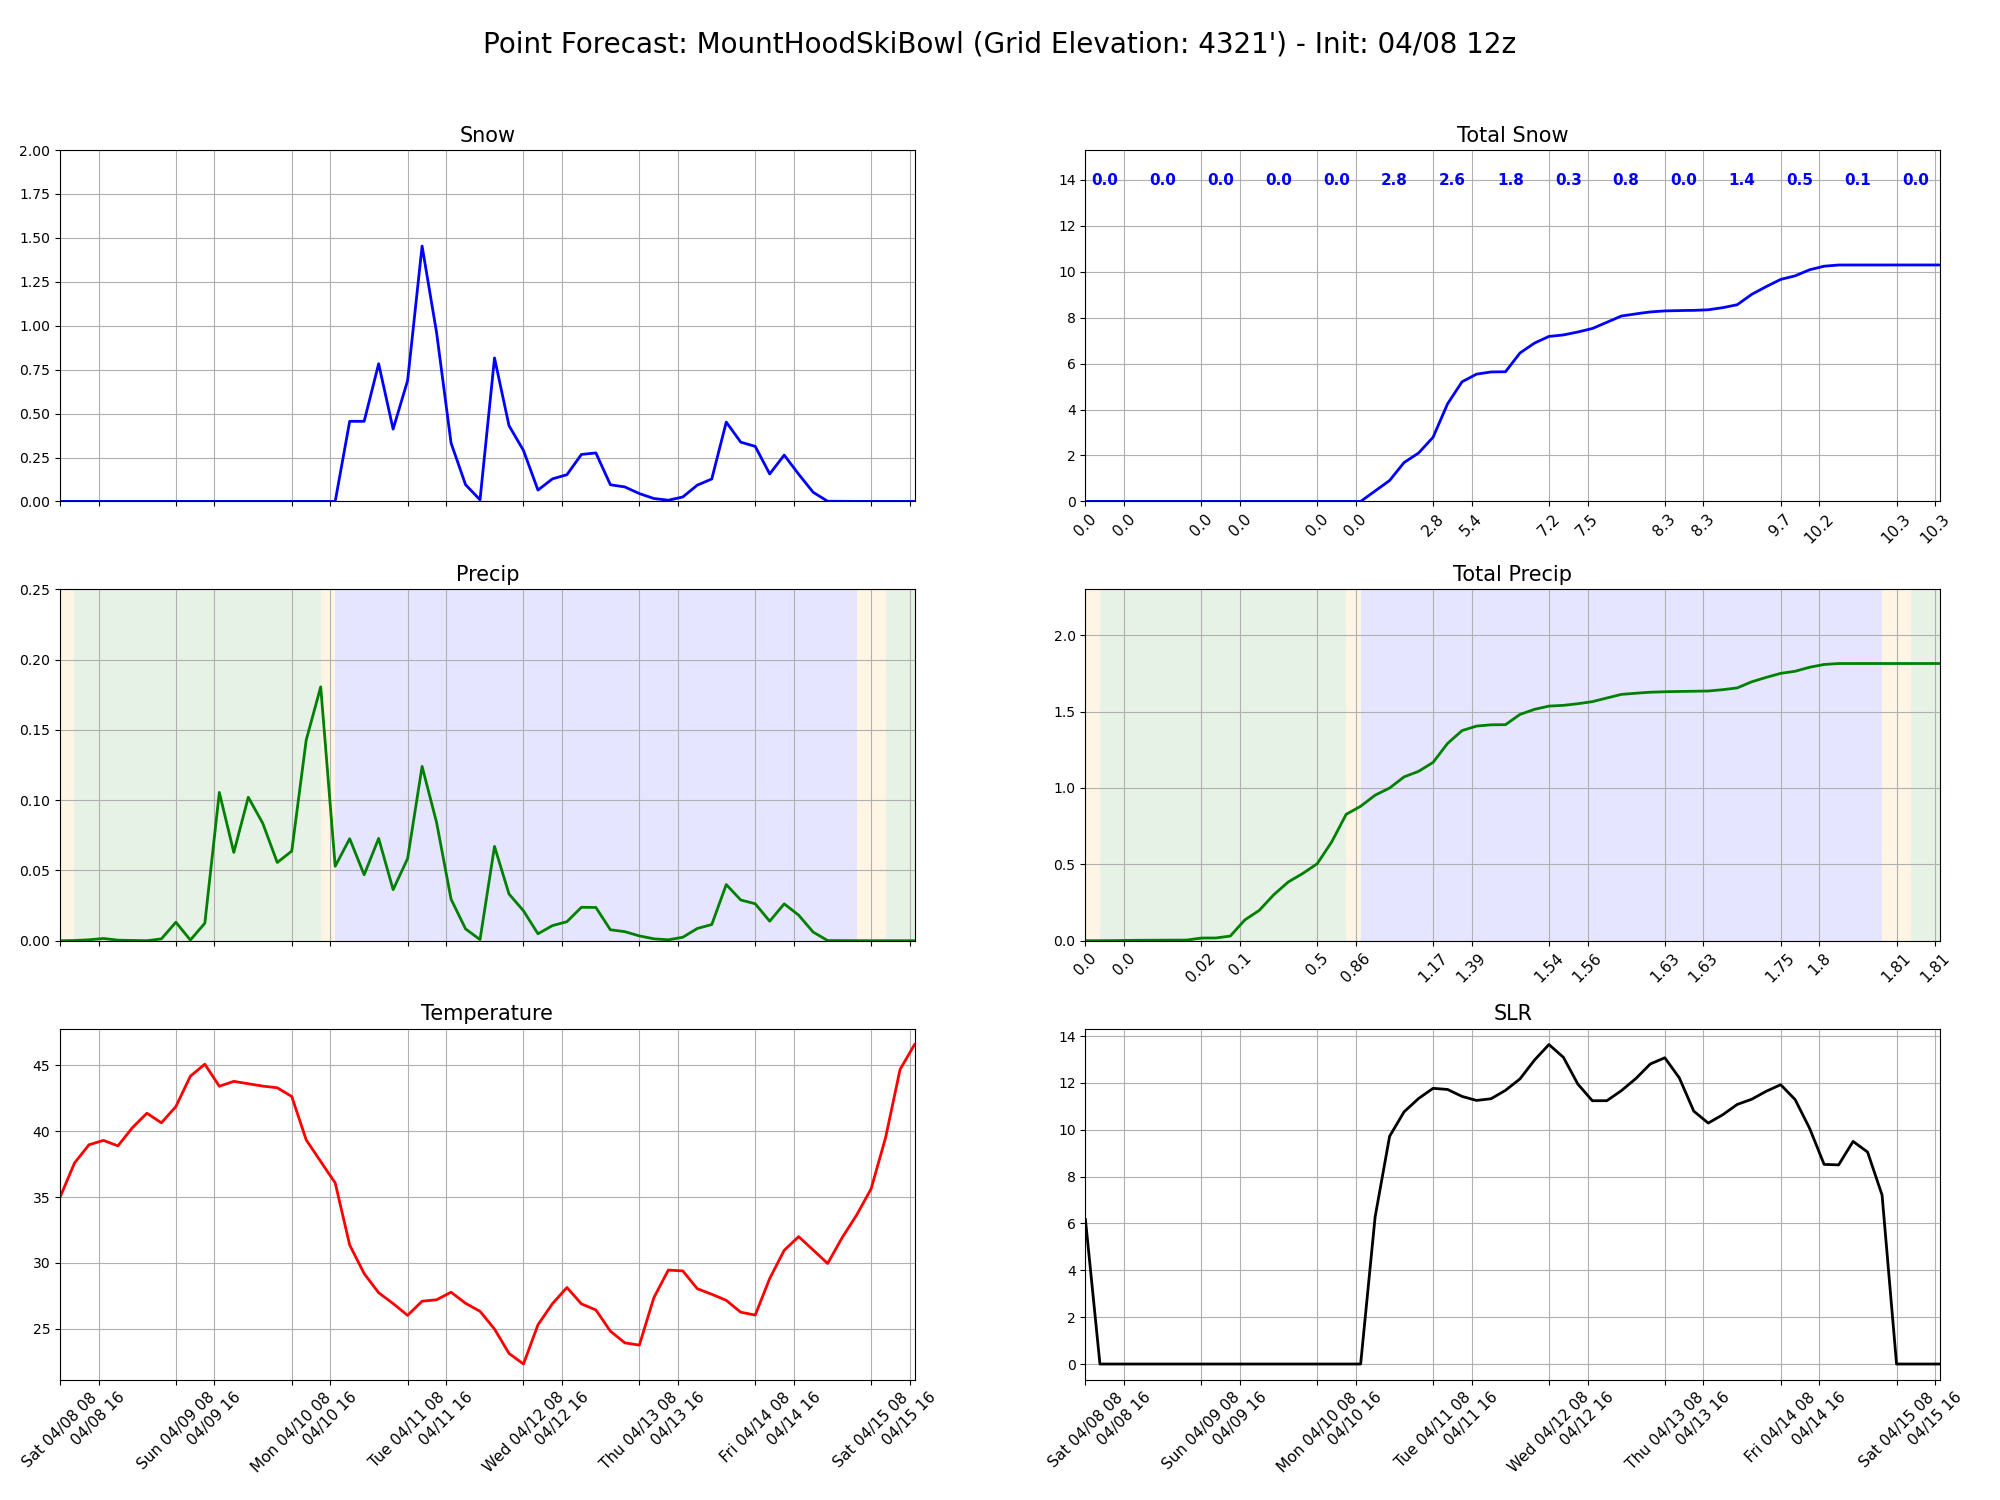 Point Forecast: MountHoodSkiBowl (Grid Elevation: 4321') - Init: 04/08 12z
Snow
2.00
1.75
1.50
1.25
1.00
0.75
0.50
0.25
0.00
Total Snow
14
12
10
8
6
4
2
0
0.0 0.0 0.0 0.0 0.0 2.8 2.6 1.8 0.3 0.8 0.0 1.4 0.5 0.1 0.0
0.0 0.0 0.0 0.0 0.0 0.0 2.8 5.4 7.2 7.5 8.3 8.3 9.7 10.2 10.3 10.3
Precip
0.25
0.20
0.15
0.10
0.05
0.00
Total Precip
2.0
1.5
1.0
0.5
0.0
0.0 0.0 0.02 0.1 0.5 0.86 1.17 1.39 1.54 1.56 1.63 1.63 1.75 1.8 1.81 1.81
Temperature
45
40
35
30
25
Sat 04/08 08
04/08 16
Sun 04/09 08
04/09 16
Mon 04/10 08
04/10 16
Tue 04/11 08
04/11 16
Wed 04/12 08
04/12 16
Thu 04/13 08
04/13 16
Fri 04/14 08
04/14 16
Sat 04/15 08
04/15 16
SLR
14
12
10
8
6
4
2
0
Sat 04/08 08
04/08 16
Sun 04/09 08
04/09 16
Mon 04/10 08
04/10 16
Tue 04/11 08
04/11 16
Wed 04/12 08
04/12 16
Thu 04/13 08
04/13 16
Fri 04/14 08
04/14 16
Sat 04/15 08
04/15 16